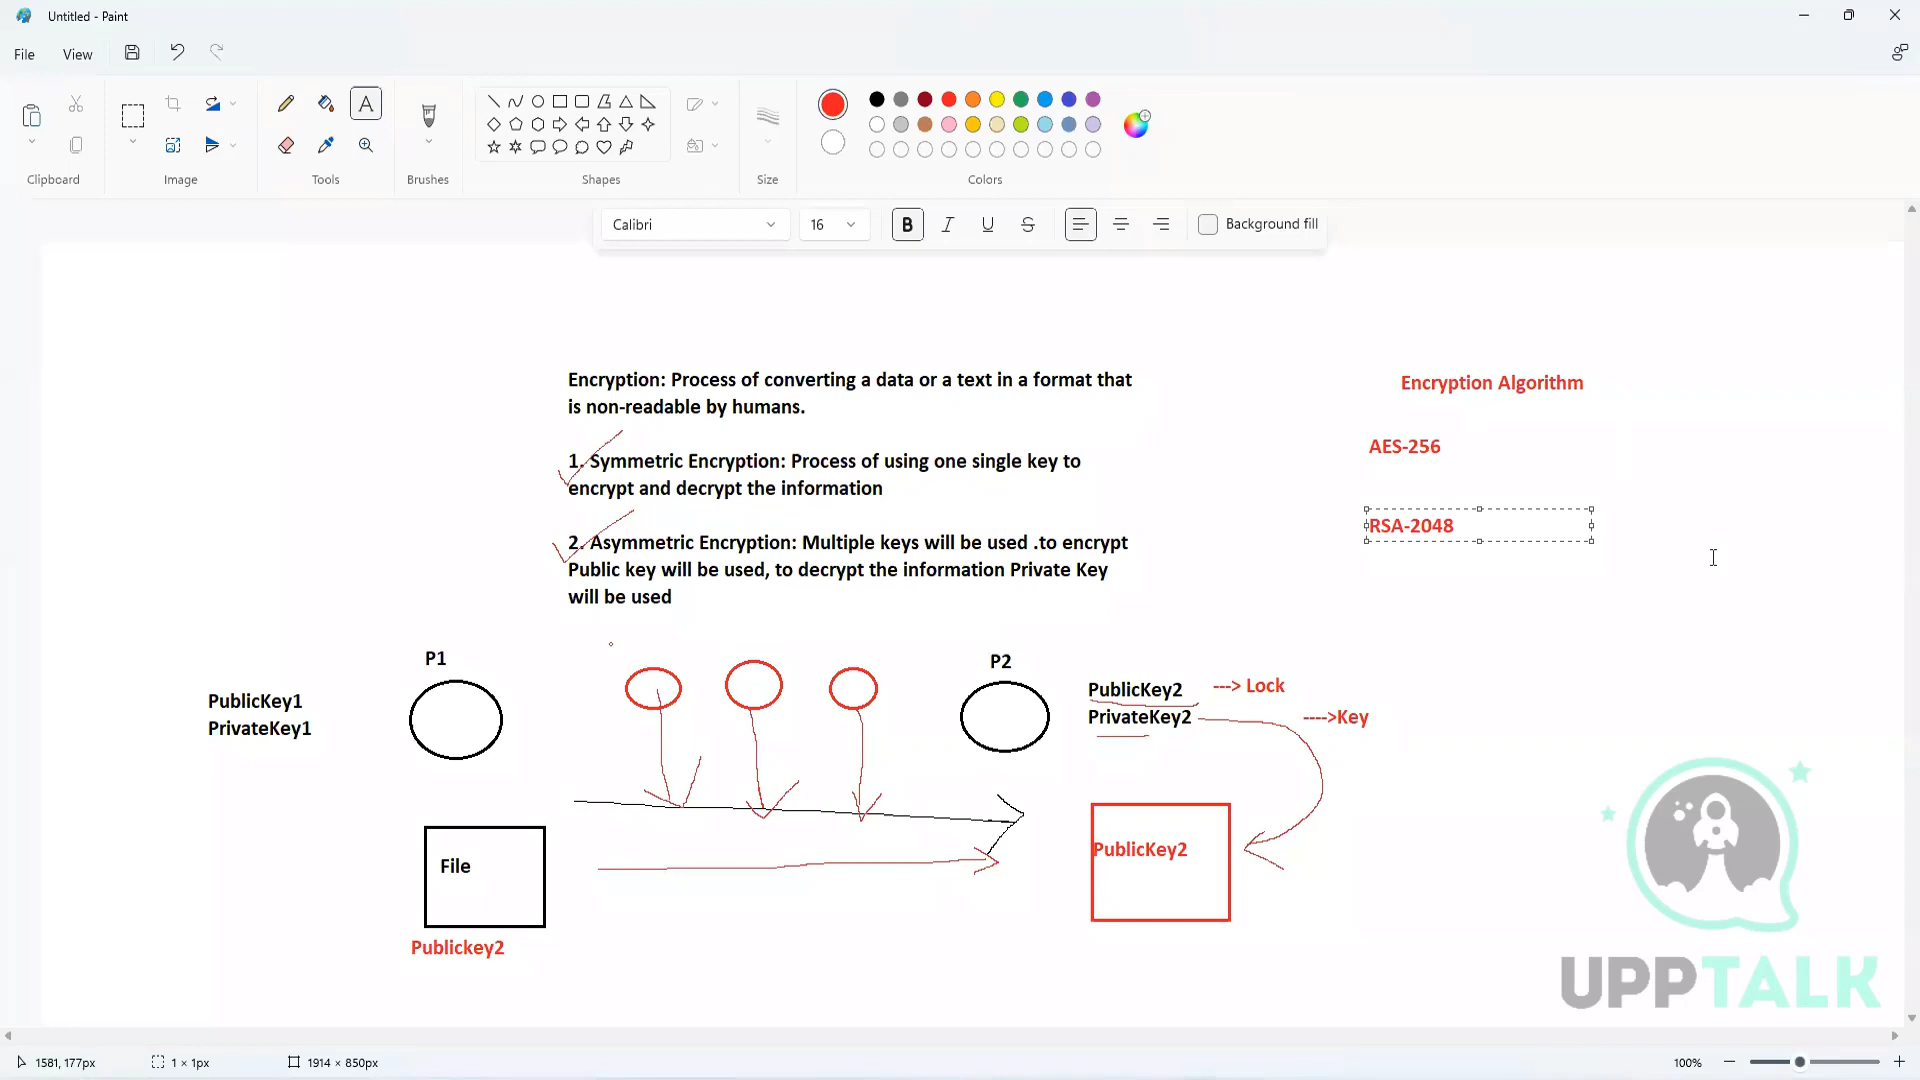 Untitled - Paint
File
View
Clipboard
Image
Tools
Brushes
Shapes
Size
Colors
Calibri
16
B
I
U
S
Background fill
Encryption: Process of converting a data or a text in a format that
is non-readable by humans.
1. Symmetric Encryption: Process of using one single key to
encrypt and decrypt the information
2. Asymmetric Encryption: Multiple keys will be used .to encrypt
Public key will be used, to decrypt the information Private Key
will be used
Encryption Algorithm
AES-256
RSA-2048
P1
PublicKey1
PrivateKey1
P2
PublicKey2
---> Lock
PrivateKey2
---->Key
File
Publickey2
PublicKey2
UPPTALK
1581, 177px
1 × 1px
1914 × 850px
100%